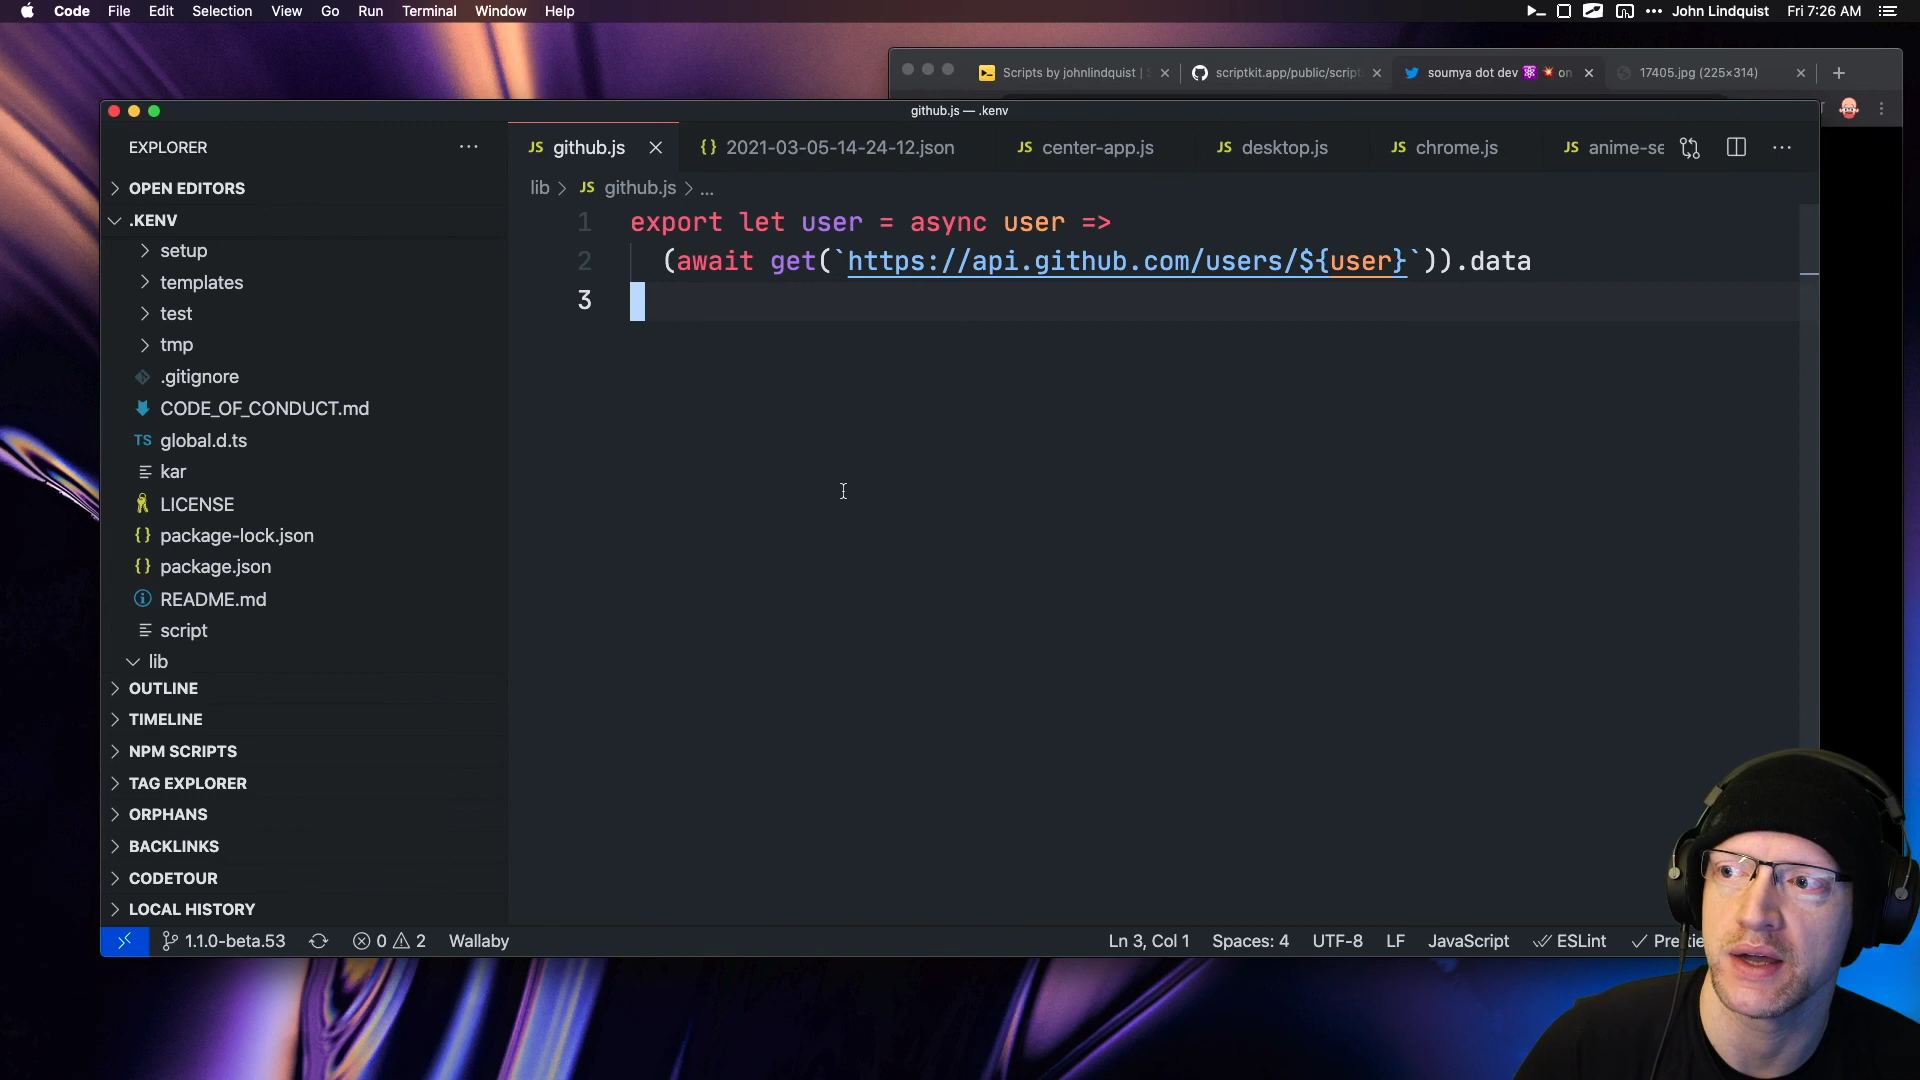 Code File Edit Selection View Go Run Terminal Window Help
John Lindquist Fri 7:26 AM
Scripts by johnlindquist |
scriptkit.app/public/script
soumya dot dev on
17405.jpg (225×314)
github.js — .kenv
EXPLORER
github.js
2021-03-05-14-24-12.json
center-app.js
desktop.js
chrome.js
anime-se
OPEN EDITORS
.KENV
setup
templates
test
tmp
.gitignore
CODE_OF_CONDUCT.md
TS global.d.ts
kar
LICENSE
{} package-lock.json
{} package.json
README.md
script
lib
OUTLINE
TIMELINE
NPM SCRIPTS
TAG EXPLORER
ORPHANS
BACKLINKS
CODETOUR
LOCAL HISTORY
lib > JS github.js > ...
1 export let user = async user =>
2 (await get(`https://api.github.com/users/${user}`)).data
3
1.1.0-beta.53 0 2 Wallaby
Ln 3, Col 1 Spaces: 4 UTF-8 LF JavaScript ESLint